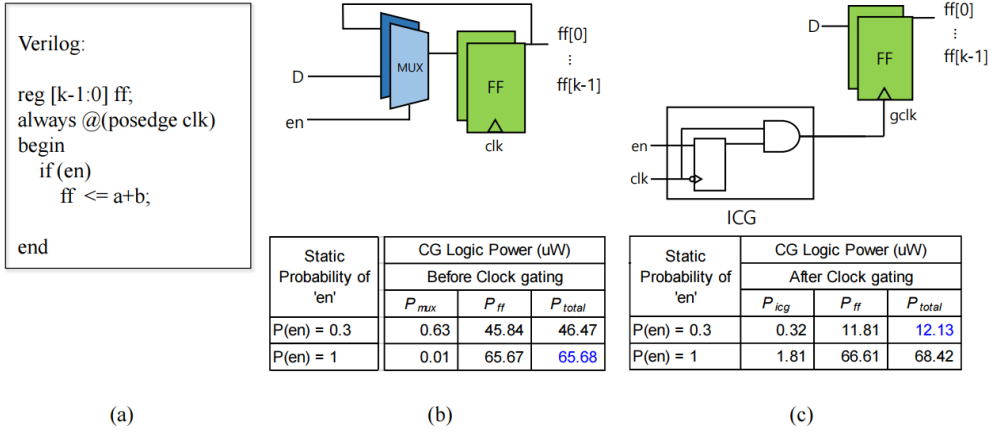 Verilog:
reg [k-1:0] ff;
always @(posedge clk)
begin
if (en)
ff <= a+b;
end
(a)
MUX
FF
D
en
clk
ff[0]
⋮
ff[k-1]
Static Probability of 'en' | CG Logic Power (uW)
Before Clock gating
P mux | P ff | P total
P(en) = 0.3 | 0.63 | 45.84 | 46.47
P(en) = 1 | 0.01 | 65.67 | 65.68
(b)
D
FF
ff[0]
⋮
ff[k-1]
gclk
en
clk
ICG
Static Probability of 'en' | CG Logic Power (uW)
After Clock gating
P icg | P ff | P total
P(en) = 0.3 | 0.32 | 11.81 | 12.13
P(en) = 1 | 1.81 | 66.61 | 68.42
(c)